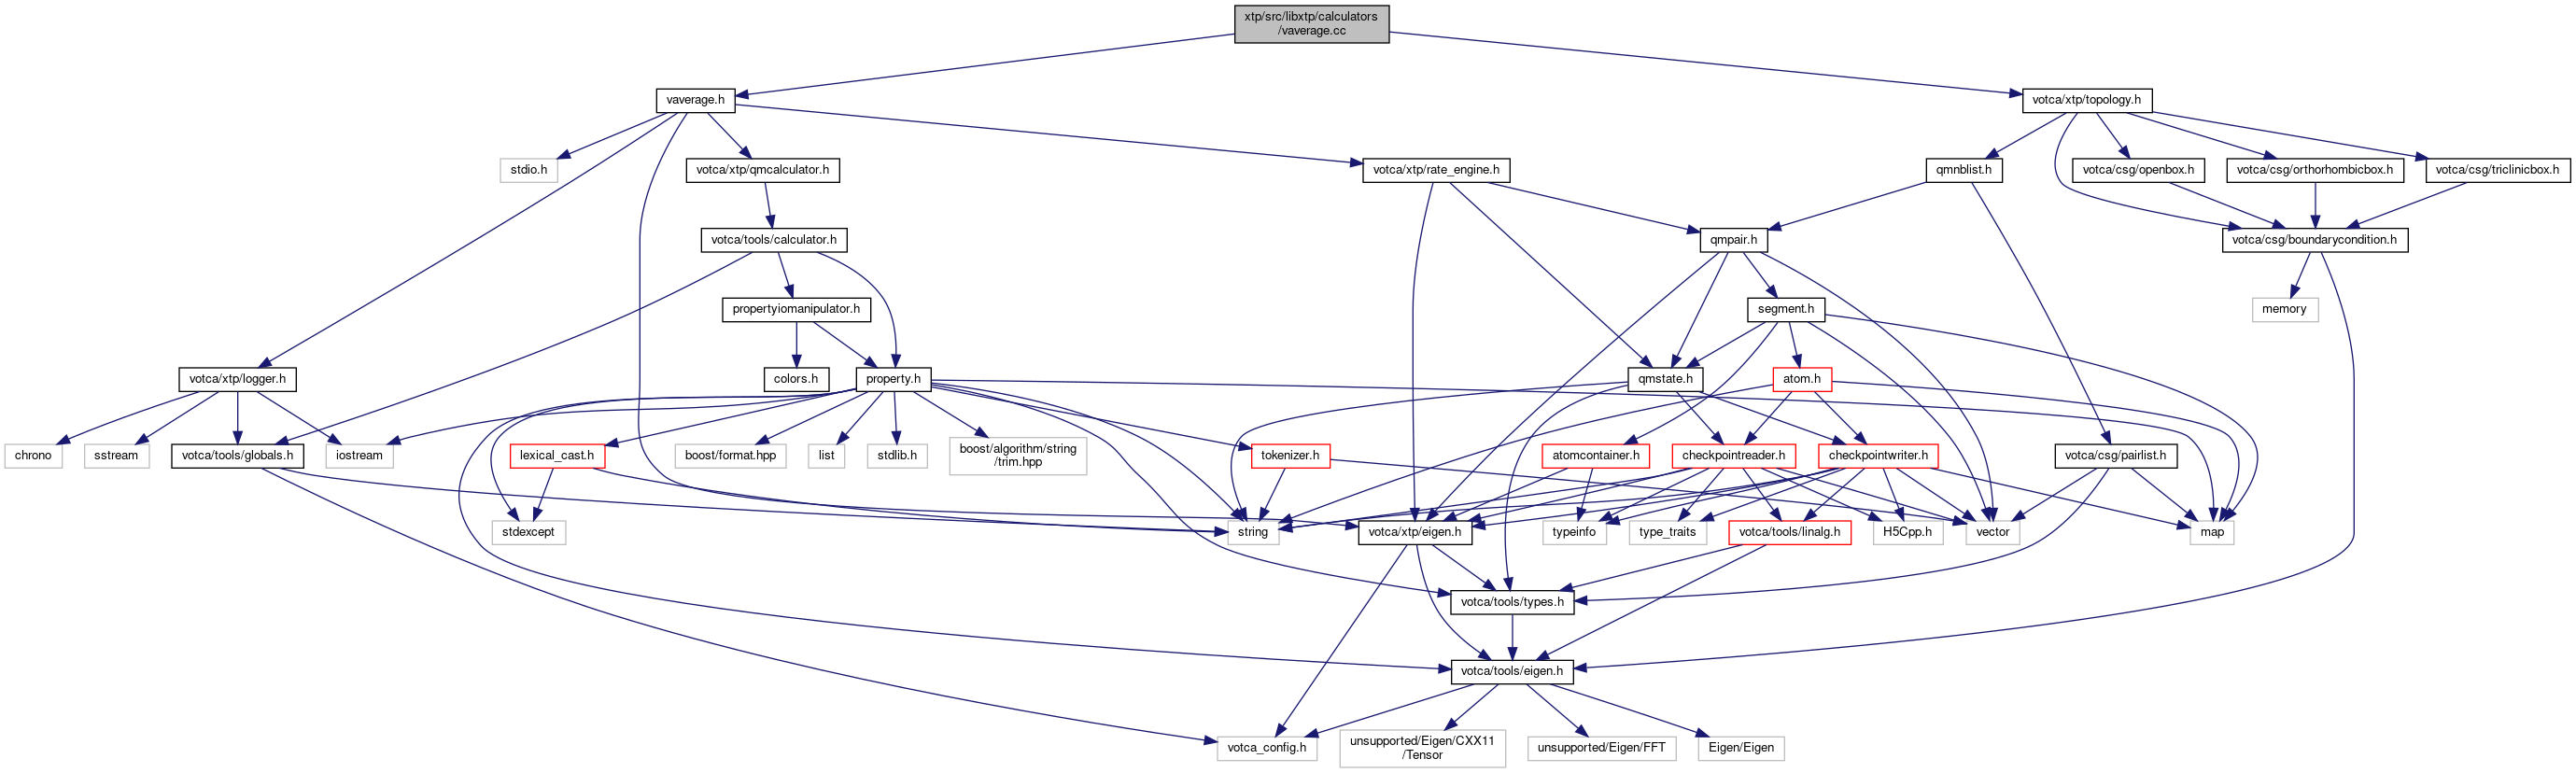 xtp/src/libxtp/calculators
/vaverage.cc
vaverage.h
votca/xtp/topology.h
stdio.h
votca/xtp/qmcalculator.h
votca/xtp/rate_engine.h
qmnblist.h
votca/csg/openbox.h
votca/csg/orthorhombicbox.h
votca/csg/triclinicbox.h
votca/tools/calculator.h
qmpair.h
votca/csg/boundarycondition.h
propertyiomanipulator.h
segment.h
memory
votca/xtp/logger.h
colors.h
property.h
qmstate.h
atom.h
chrono
sstream
votca/tools/globals.h
iostream
lexical_cast.h
boost/format.hpp
list
stdlib.h
boost/algorithm/string
/trim.hpp
tokenizer.h
atomcontainer.h
checkpointreader.h
checkpointwriter.h
votca/csg/pairlist.h
stdexcept
string
votca/xtp/eigen.h
typeinfo
type_traits
votca/tools/linalg.h
H5Cpp.h
vector
map
votca/tools/types.h
votca/tools/eigen.h
votca_config.h
unsupported/Eigen/CXX11
/Tensor
unsupported/Eigen/FFT
Eigen/Eigen